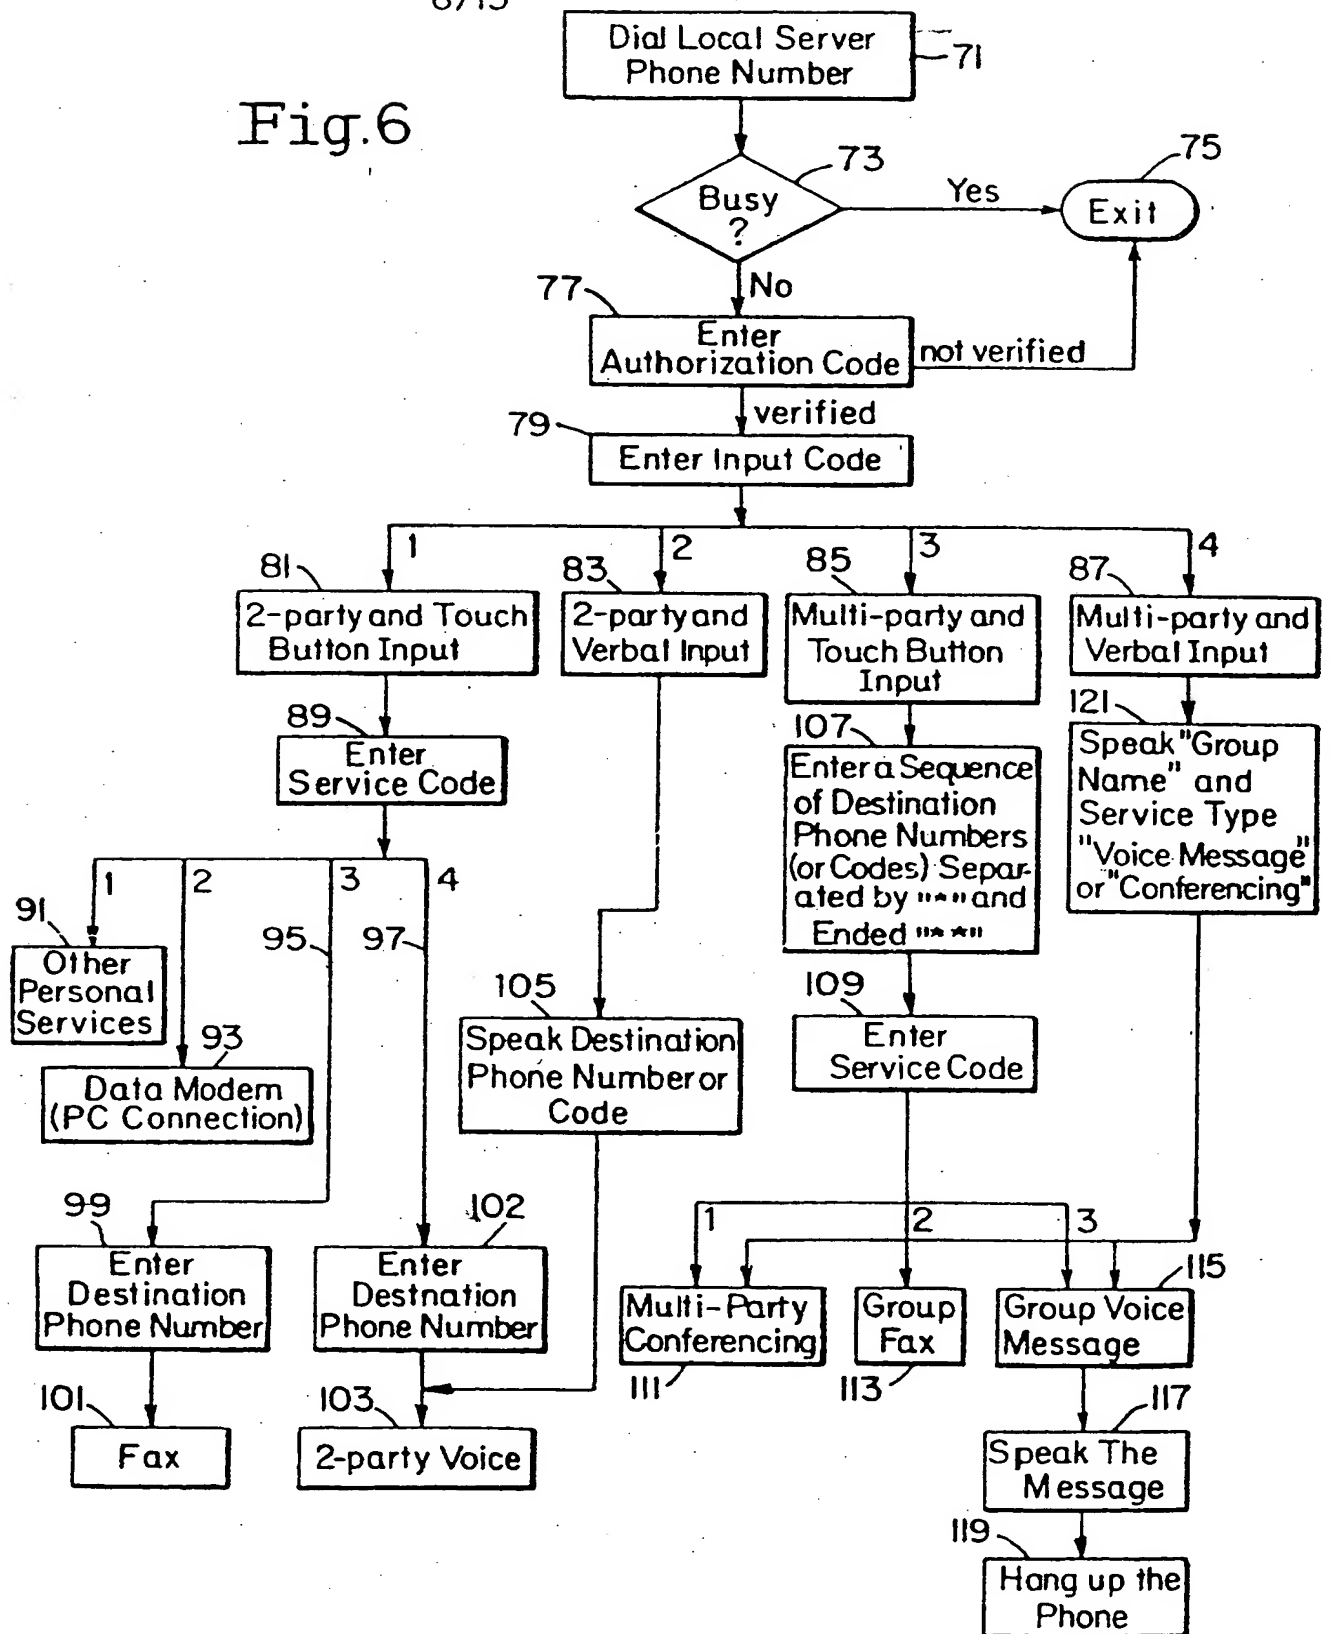 6/15
Dial Local Server
Phone Number
71
Fig.6
73
75
Busy
?
Yes
Exit
No
77
Enter
Authorization Code
not verified
verified
79
Enter Input Code
1
2
3
4
81
83
85
87
2-party and Touch
Button Input
2-party and
Verbal Input
Multi-party and
Touch Button
Input
Multi-party and
Verbal Input
89
Enter
Service Code
107
Enter a Sequence
of Destination
Phone Numbers
(or Codes) Separ-
ated by "*" and
Ended "**"
121
Speak "Group
Name" and
Service Type
"Voice Message"
or "Conferencing"
1
2
3
4
91
Other
Personal
Services
95
97
93
Data Modem
(PC Connection)
105
Speak Destination
Phone Number or
Code
109
Enter
Service Code
99
Enter
Destination
Phone Number
102
Enter
Destnation
Phone Number
1
2
3
Multi-Party
Conferencing
111
Group
Fax
113
115
Group Voice
Message
101
Fax
103
2-party Voice
117
Speak The
Message
119
Hang up the
Phone